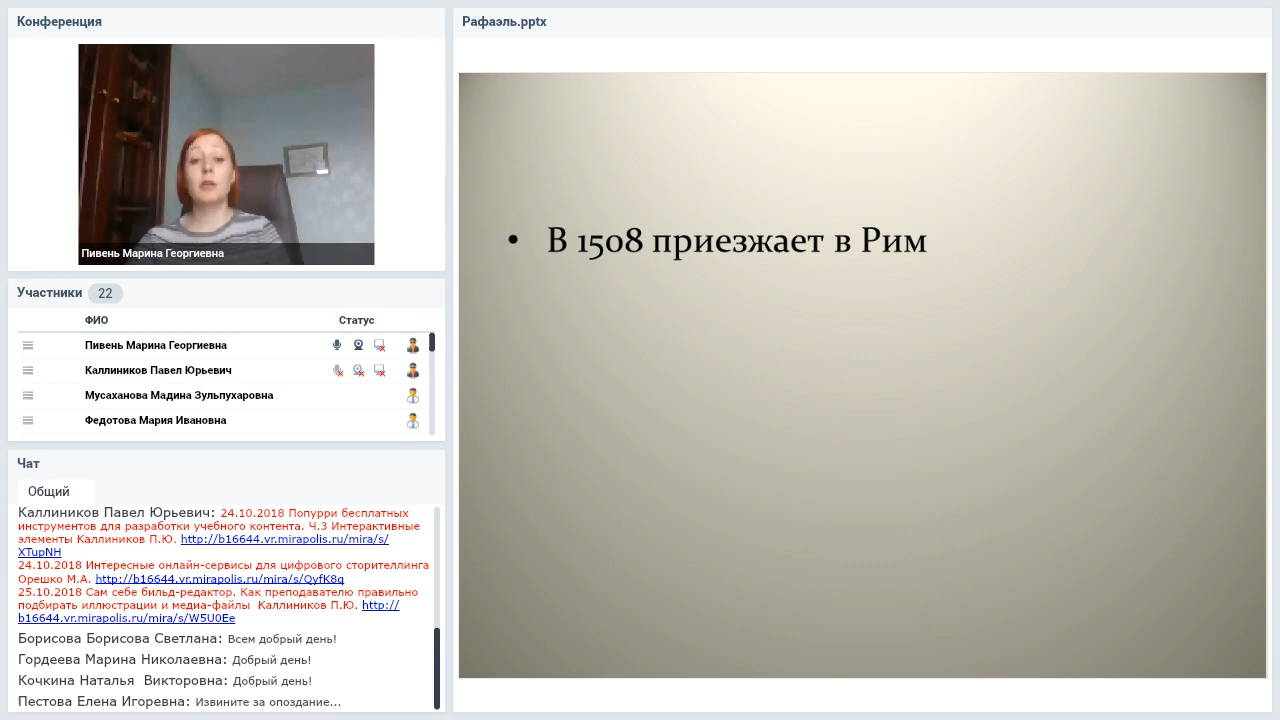 Конференция
Пивень Марина Георгиевна
Участники 22
ФИО Статус
Пивень Марина Георгиевна
Каллиников Павел Юрьевич
Мусаханова Мадина Зульпухаровна
Федотова Мария Ивановна
Чат
Общий
Каллиников Павел Юрьевич: 24.10.2018 Попурри бесплатных
инструментов для разработки учебного контента. Ч.3 Интерактивные
элементы Каллиников П.Ю. http://b16644.vr.mirapolis.ru/mira/s/
XTupNH
24.10.2018 Интересные онлайн-сервисы для цифрового сторителлинга
Орешко М.А. http://b16644.vr.mirapolis.ru/mira/s/QyfK8q
25.10.2018 Сам себе бильд-редактор. Как преподавателю правильно
подбирать иллюстрации и медиа-файлы Каллиников П.Ю. http://
b16644.vr.mirapolis.ru/mira/s/W5U0Ee
Борисова Борисова Светлана: Всем добрый день!
Гордеева Марина Николаевна: Добрый день!
Кочкина Наталья Викторовна: Добрый день!
Пестова Елена Игоревна: Извините за опоздание...
Рафаэль.pptx
• В 1508 приезжает в Рим